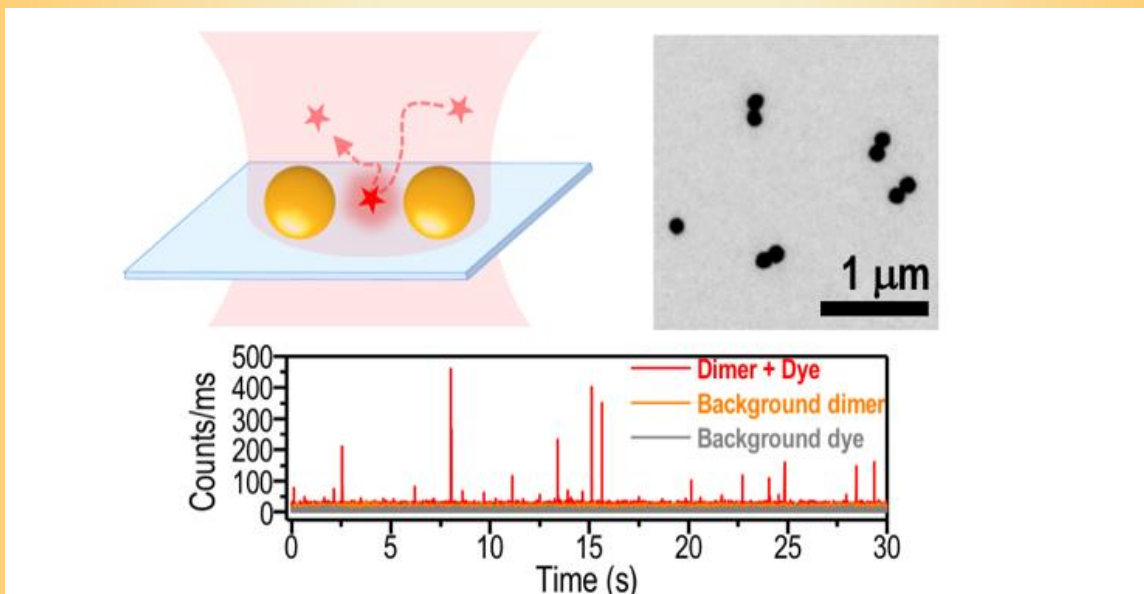 1 μm
500
400
300
200
100
0
Counts/ms
Dimer + Dye
Background dimer
Background dye
0 5 10 15 20 25 30
Time (s)